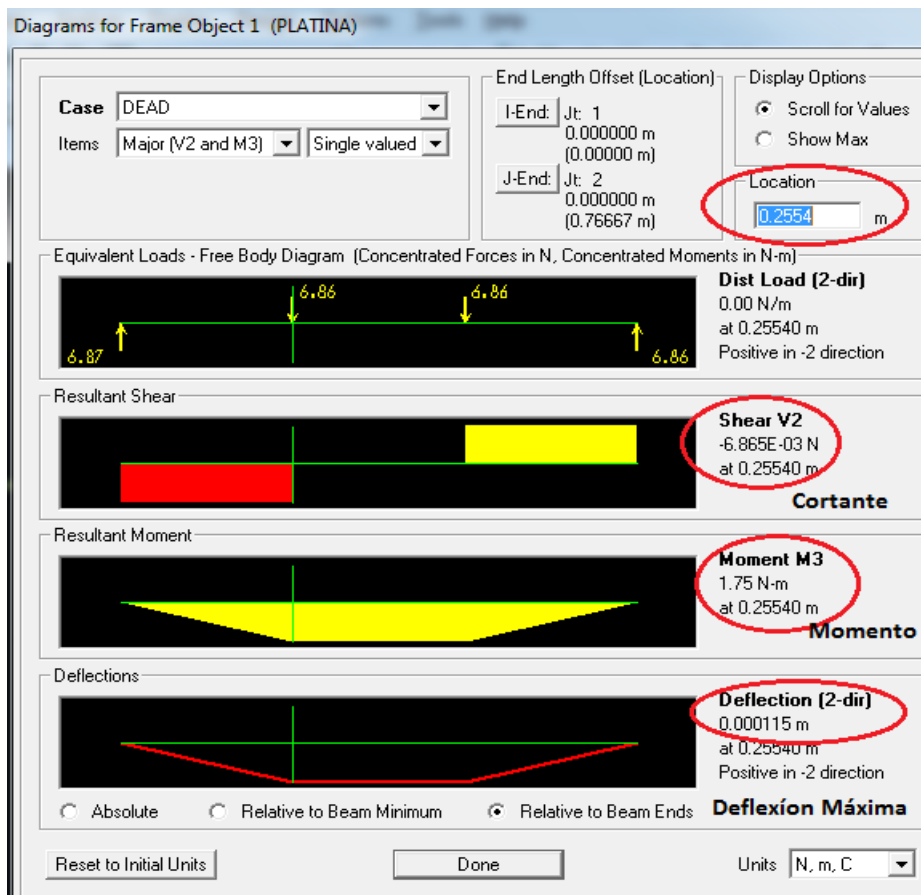 Diagrams for Frame Object 1 (PLATINA)
Case DEAD
Items Major (V2 and M3) Single valued
End Length Offset (Location)
I-End: Jt: 1
0.000000 m
(0.00000 m)
J-End: Jt: 2
0.000000 m
(0.76667 m)
Display Options
Scroll for Values
Show Max
Location
0.2554 m
Equivalent Loads - Free Body Diagram (Concentrated Forces in N, Concentrated Moments in N-m)
6.86 6.86
6.87 6.86
Dist Load (2-dir)
0.00 N/m
at 0.25540 m
Positive in -2 direction
Resultant Shear
Shear V2
-6.865E-03 N
at 0.25540 m
Cortante
Resultant Moment
Moment M3
1.75 N-m
at 0.25540 m
Momento
Deflections
Deflection (2-dir)
0.000115 m
at 0.25540 m
Positive in -2 direction
Absolute Relative to Beam Minimum Relative to Beam Ends
Deflexíon Máxima
Reset to Initial Units Done Units N, m, C